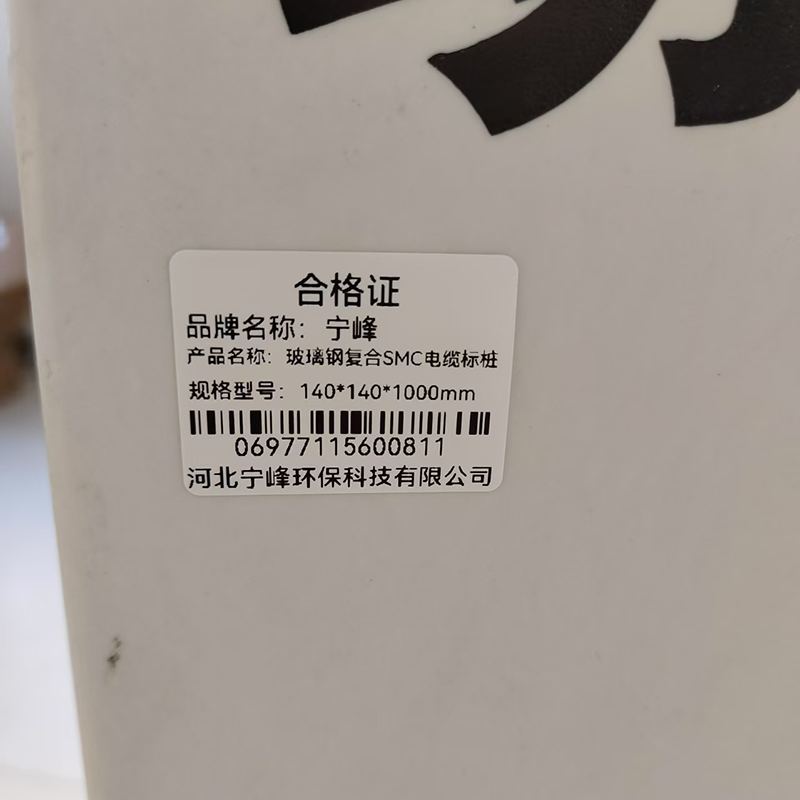 合格证
品牌名称：宁峰
产品名称：玻璃钢复合SMC电缆标桩
规格型号：140*140*1000mm
06977115600811
河北宁峰环保科技有限公司